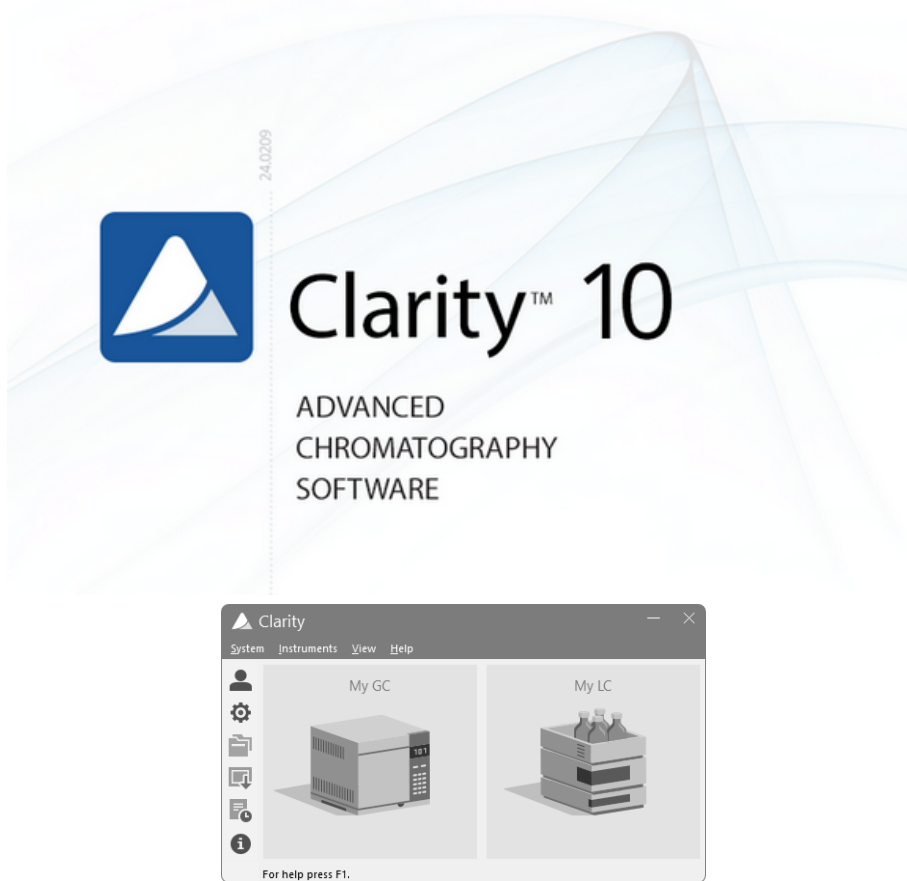 24.0209
Clarity™ 10
ADVANCED
CHROMATOGRAPHY
SOFTWARE
Clarity
System Instruments View Help
My GC
My LC
101
For help press F1.